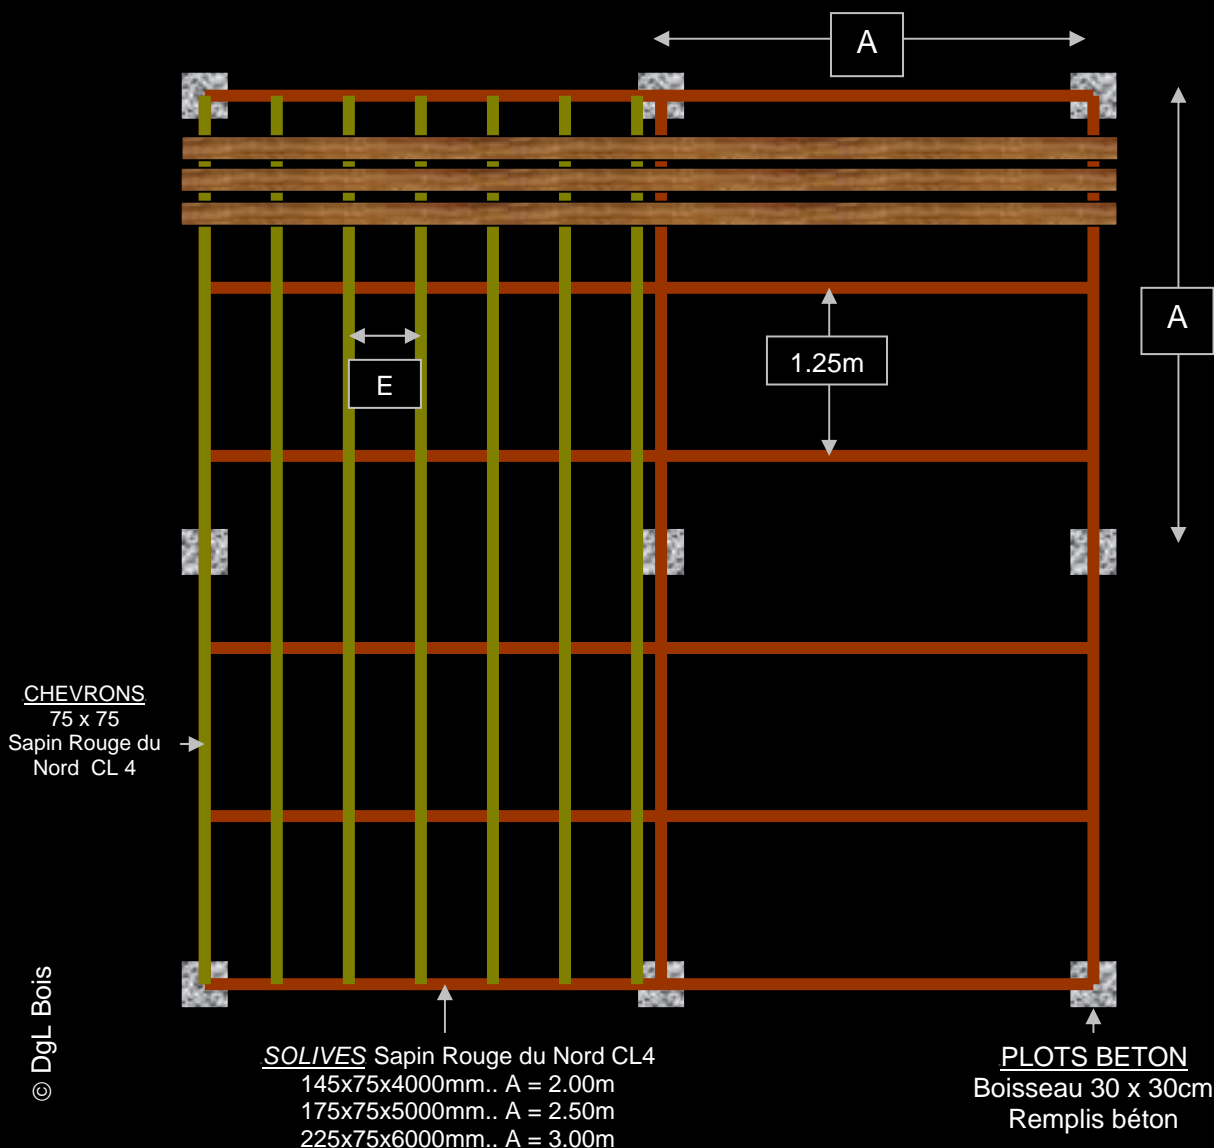 A
A
1.25m
E
CHEVRONS
75 x 75
Sapin Rouge du
Nord CL 4
© DgL Bois
SOLIVES Sapin Rouge du Nord CL4
145x75x4000mm.. A = 2.00m
175x75x5000mm.. A = 2.50m
225x75x6000mm.. A = 3.00m
PLOTS BETON
Boisseau 30 x 30cm
Remplis béton